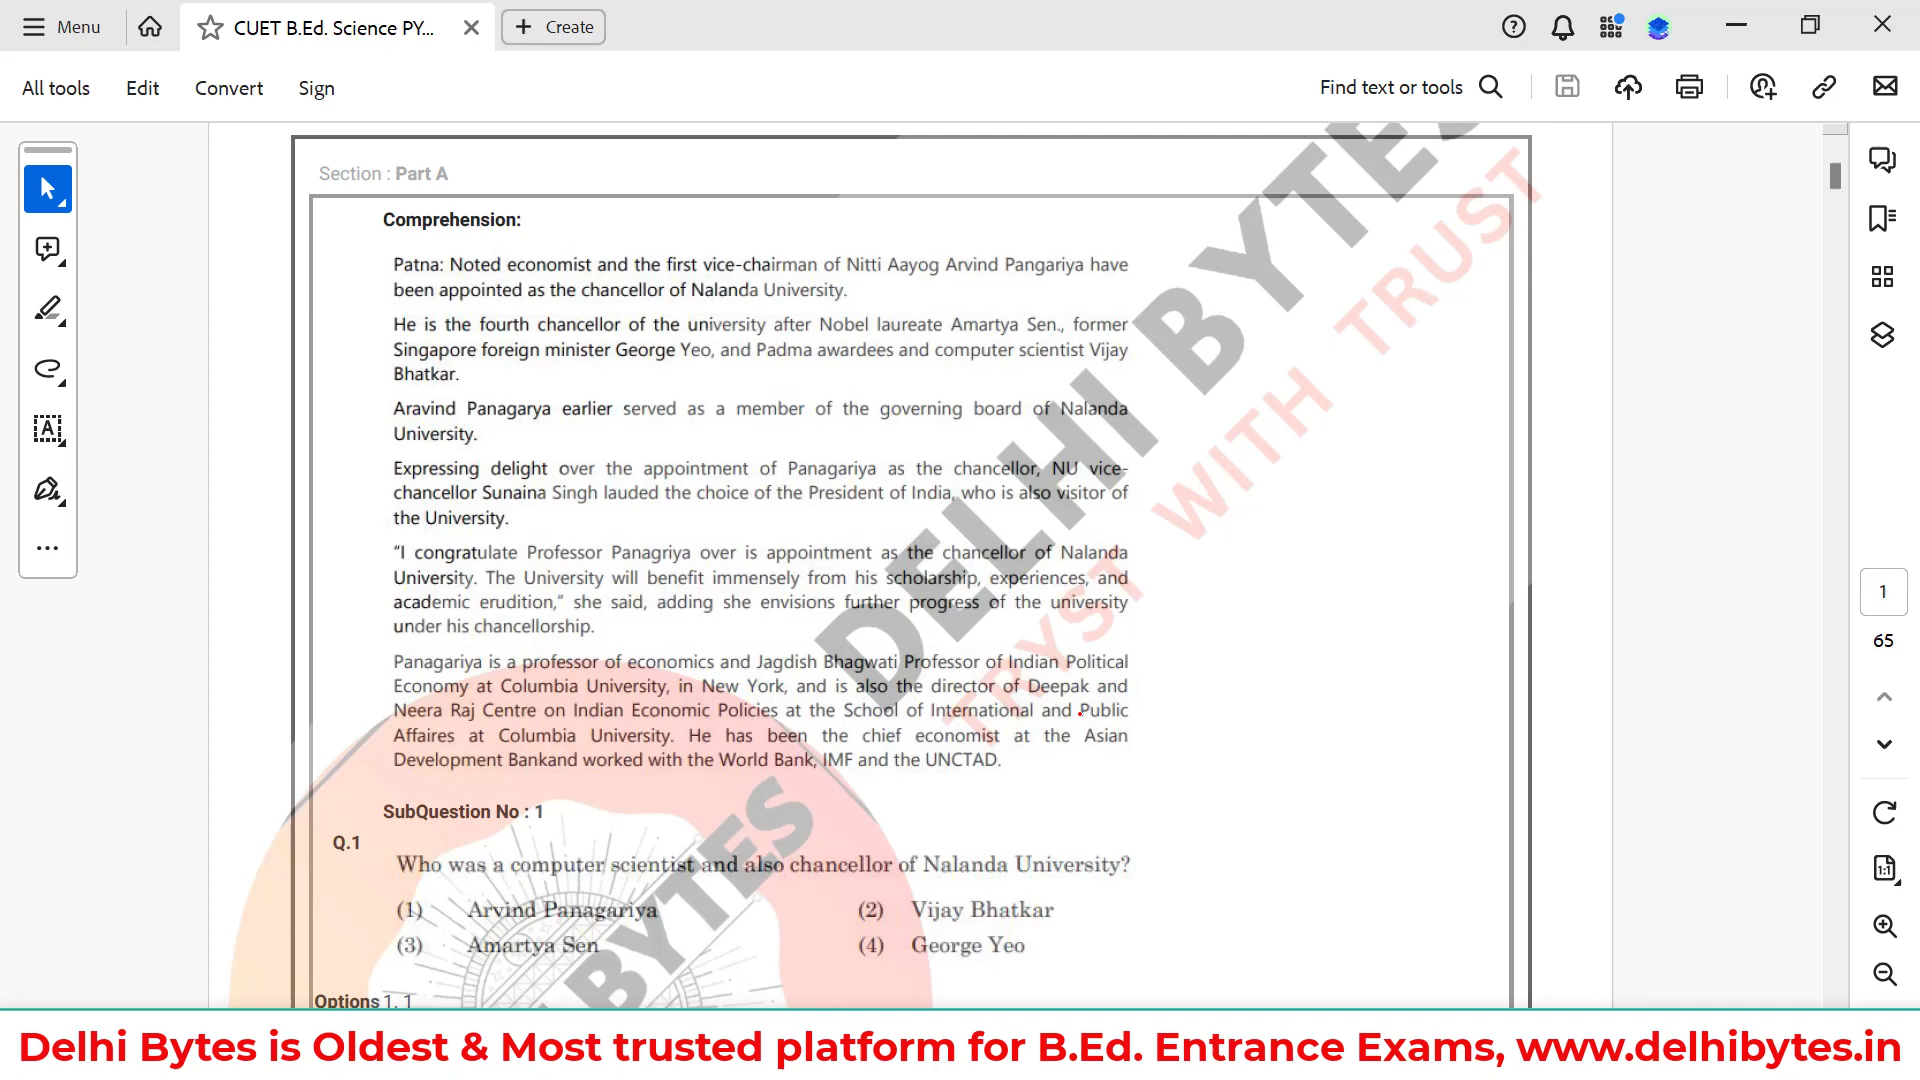 Menu
CUET B.Ed. Science PY...
Create
All tools
Edit
Convert
Sign
Find text or tools
Section : Part A
Comprehension:
Patna: Noted economist and the first vice-chairman of Nitti Aayog Arvind Pangariya have
been appointed as the chancellor of Nalanda University.
He is the fourth chancellor of the university after Nobel laureate Amartya Sen., former
Singapore foreign minister George Yeo, and Padma awardees and computer scientist Vijay
Bhatkar.
Aravind Panagarya earlier served as a member of the governing board of Nalanda
University.
Expressing delight over the appointment of Panagariya as the chancellor, NU vice-
chancellor Sunaina Singh lauded the choice of the President of India, who is also visitor of
the University.
“I congratulate Professor Panagriya over is appointment as the chancellor of Nalanda
University. The University will benefit immensely from his scholarship, experiences, and
academic erudition,” she said, adding she envisions further progress of the university
under his chancellorship.
Panagariya is a professor of economics and Jagdish Bhagwati Professor of Indian Political
Economy at Columbia University, in New York, and is also the director of Deepak and
Neera Raj Centre on Indian Economic Policies at the School of International and Public
Affaires at Columbia University. He has been the chief economist at the Asian
Development Bankand worked with the World Bank, IMF and the UNCTAD.
SubQuestion No : 1
Q.1
Who was a computer scientist and also chancellor of Nalanda University?
(1) Arvind Panagariya (2) Vijay Bhatkar
(3) Amartya Sen (4) George Yeo
Options 1. 1
DELHI BYTES
TRYST WITH TRUST
BYTES
1
65
1:1
Delhi Bytes is Oldest & Most trusted platform for B.Ed. Entrance Exams, www.delhibytes.in